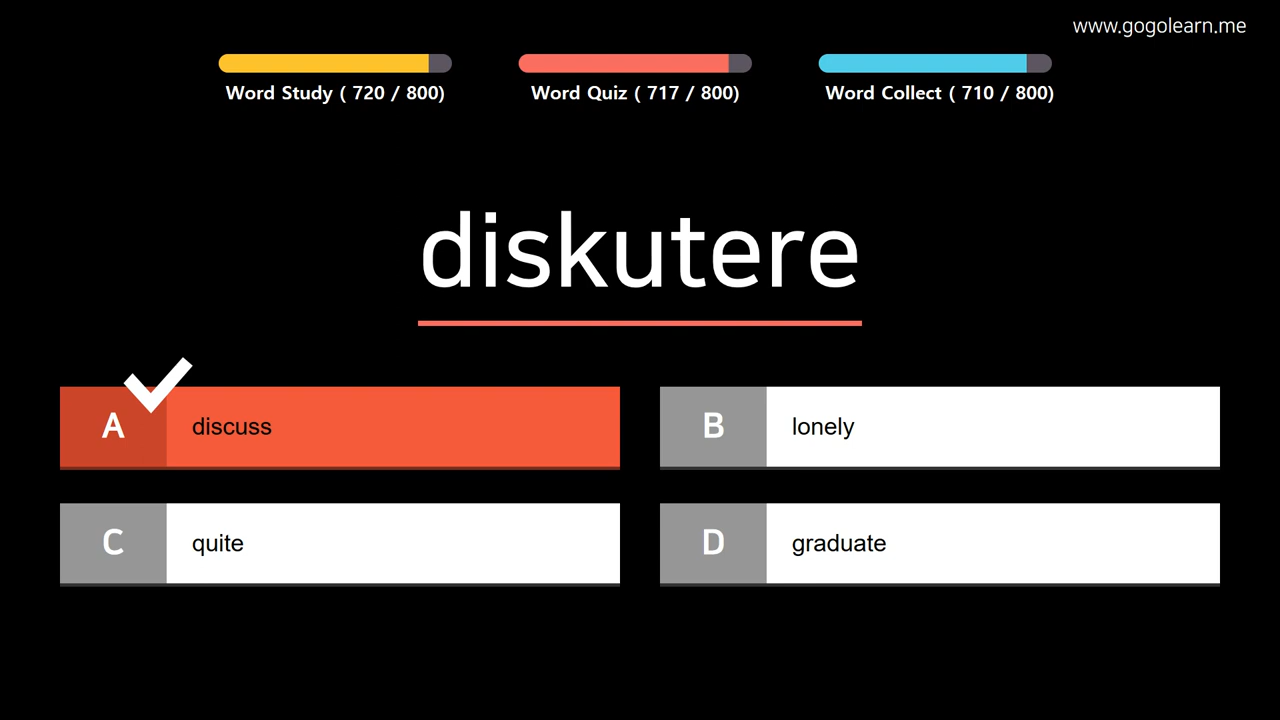 www.gogolearn.me
Word Study ( 720 / 800)
Word Quiz ( 717 / 800)
Word Collect ( 710 / 800)
diskutere
A discuss
B lonely
C quite
D graduate